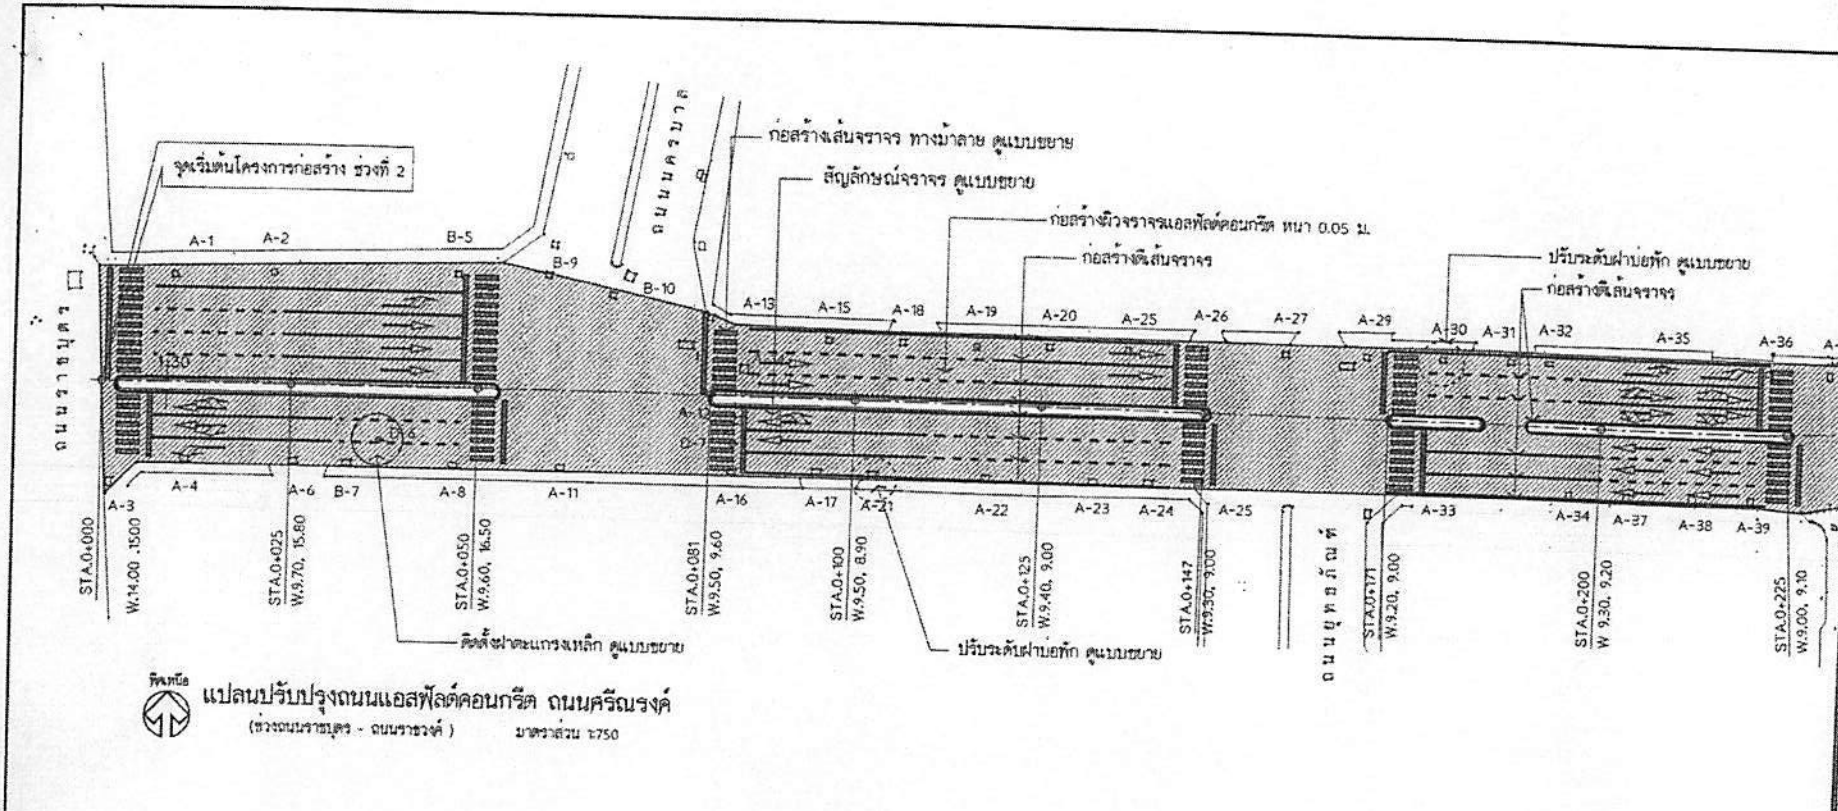 ก่อสร้างเส้นจราจร ทางม้าลาย ดูแบบขยาย
จุดเริ่มต้นโครงการก่อสร้าง ช่วงที่ 2
สัญลักษณ์จราจร ดูแบบขยาย
ถนนนครบาล
ก่อสร้างผิวจราจรแอสฟัลต์คอนกรีต หนา 0.05 ม.
ก่อสร้างตีเส้นจราจร
ปรับระดับฝาบ่อพัก ดูแบบขยาย
ก่อสร้างตีเส้นจราจร
A-1 A-2 B-5
B-9
B-10
A-13 A-15 A-18 A-19 A-20 A-25 A-26 A-27 A-29 A-30 A-31 A-32 A-35 A-36
ถนนราชบุตร
1:30
A-12
A-3 A-4 A-6 B-7 A-8 A-11 A-16 A-17 A-21 A-22 A-23 A-24 A-25 A-33 A-34 A-37 A-38 A-39
STA.0+000
W.14.00 ,15.00
STA.0+025
W.9.70, 15.80
STA.0+050
W.9.60, 16.50
STA.0+081
W.9.50, 9.60
STA.0+100
W.9.50, 8.90
STA.0+125
W.9.40, 9.00
STA.0+147
W.9.30, 9.00
ถนนยุทธภัณฑ์
STA.0+171
W.9.20, 9.00
STA.0+200
W 9.30, 9.20
STA.0+225
W.9.00, 9.10
ติดตั้งฝาตะแกรงเหล็ก ดูแบบขยาย
ปรับระดับฝาบ่อพัก ดูแบบขยาย
ทิศเหนือ
แปลนปรับปรุงถนนแอสฟัลต์คอนกรีต ถนนศรีณรงค์
(ช่วงถนนราชบุตร - ถนนราชวงศ์ ) มาตราส่วน 1:750